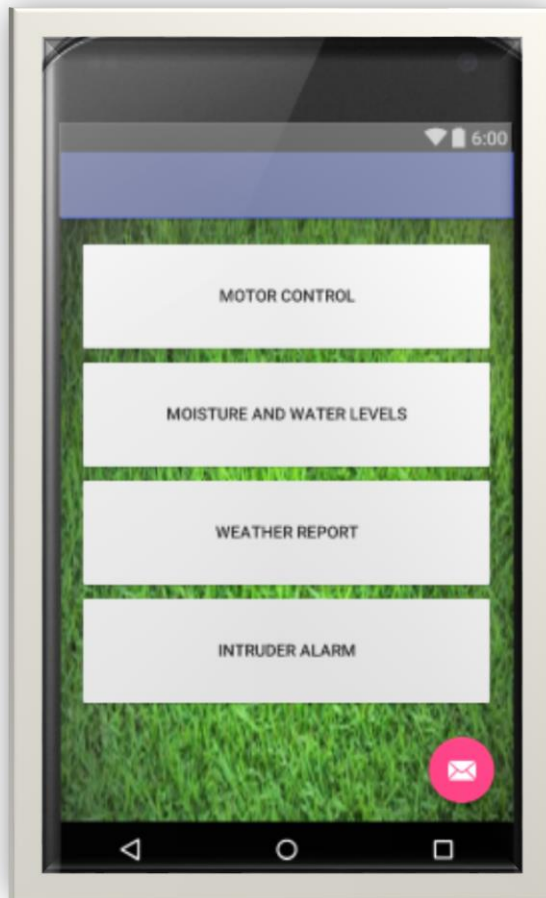 6:00
MOTOR CONTROL
MOISTURE AND WATER LEVELS
WEATHER REPORT
INTRUDER ALARM